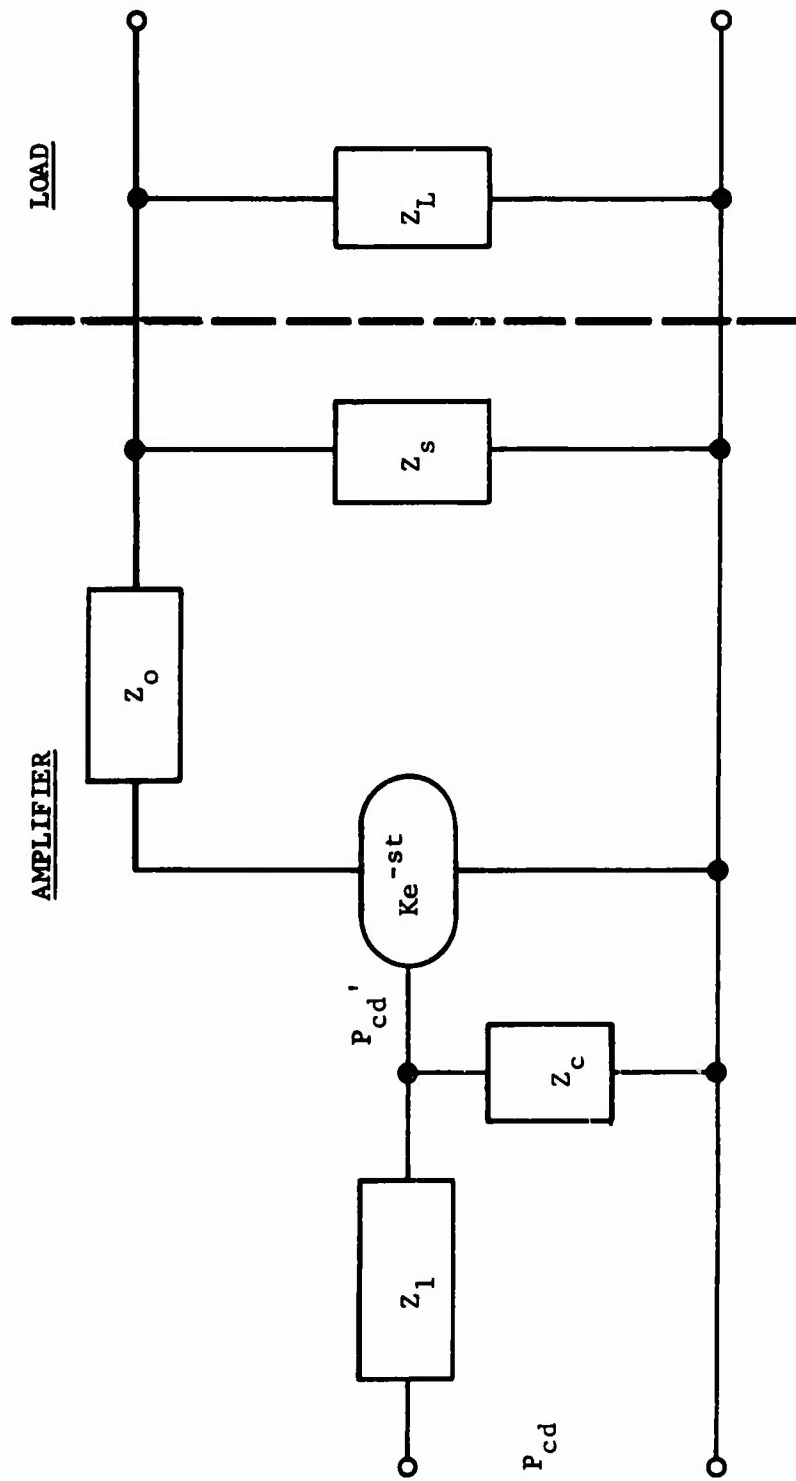 AMPLIFIER
LOAD
Z_o
P_cd'
Ke^-st
Z_s
Z_L
Z_1
Z_c
P_cd